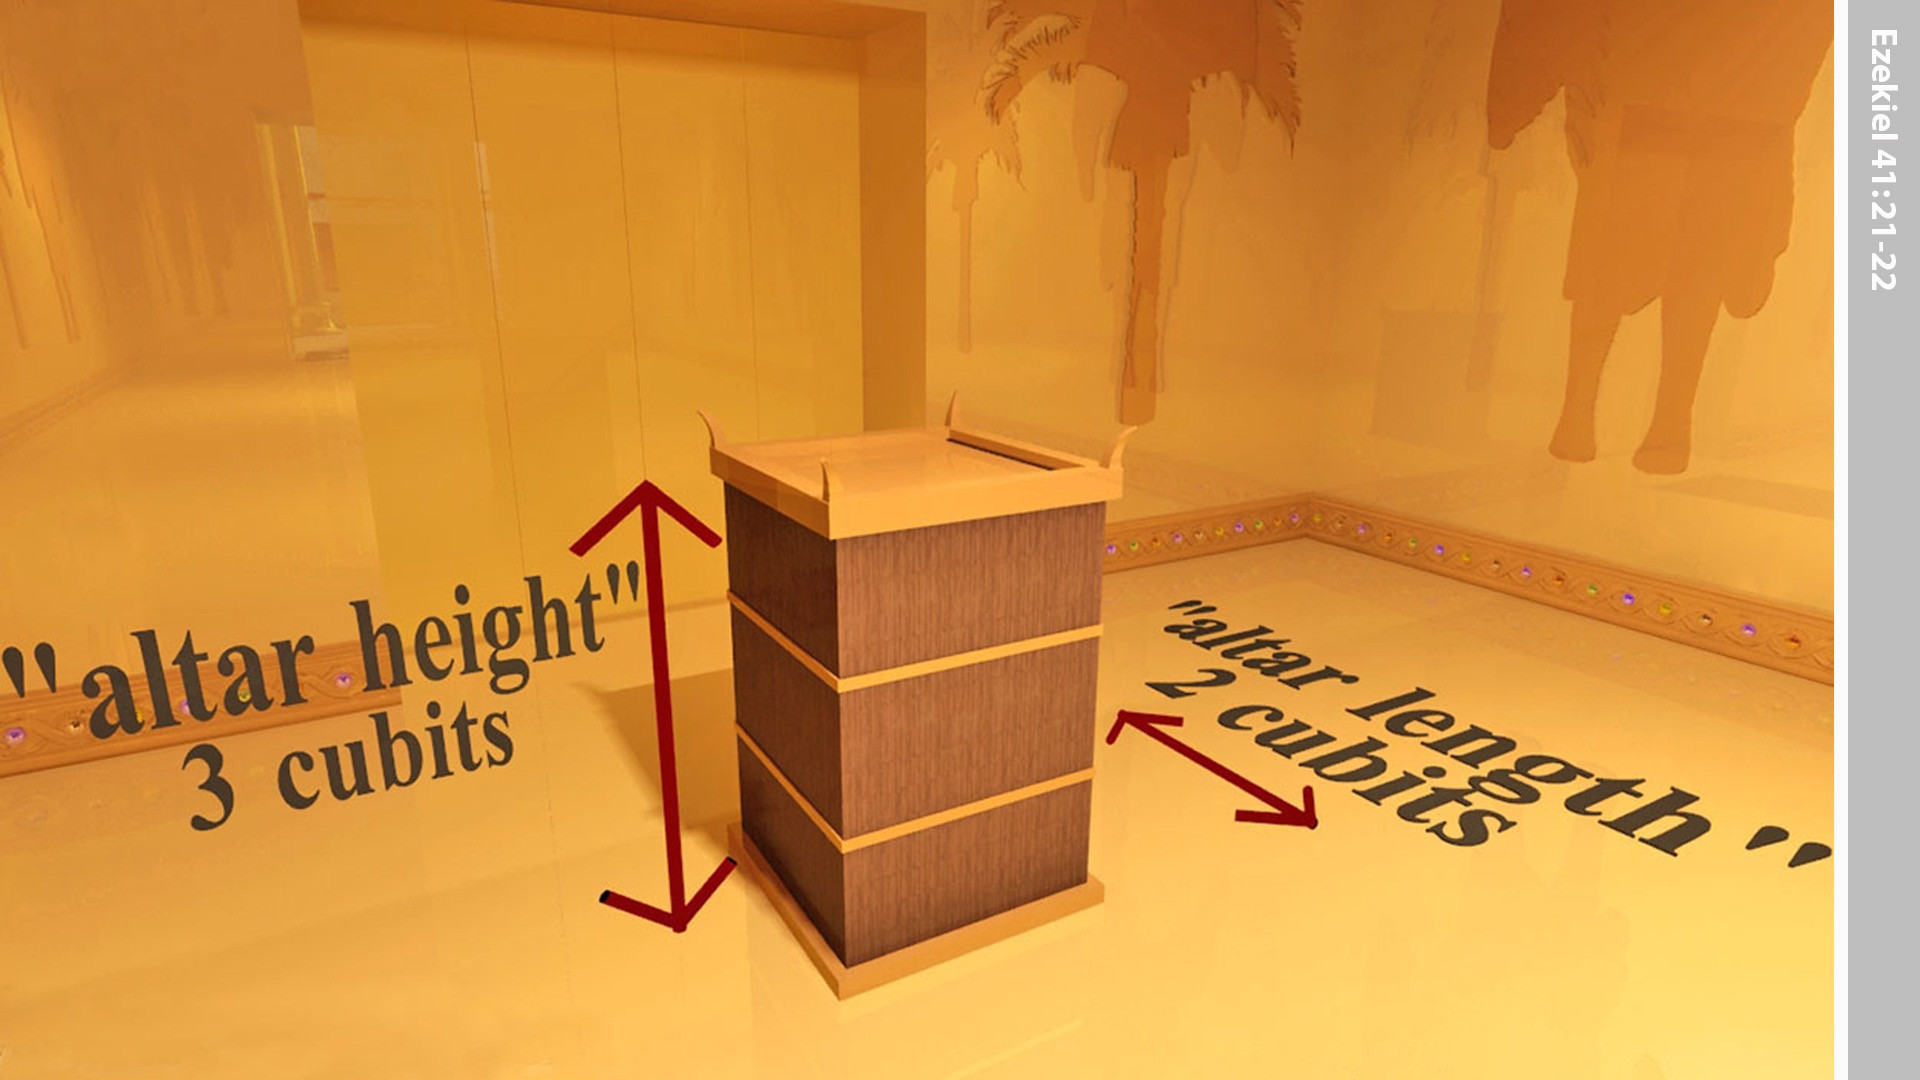 "altar height"
3 cubits
"altar length"
2 cubits
Ezekiel 41:21-22